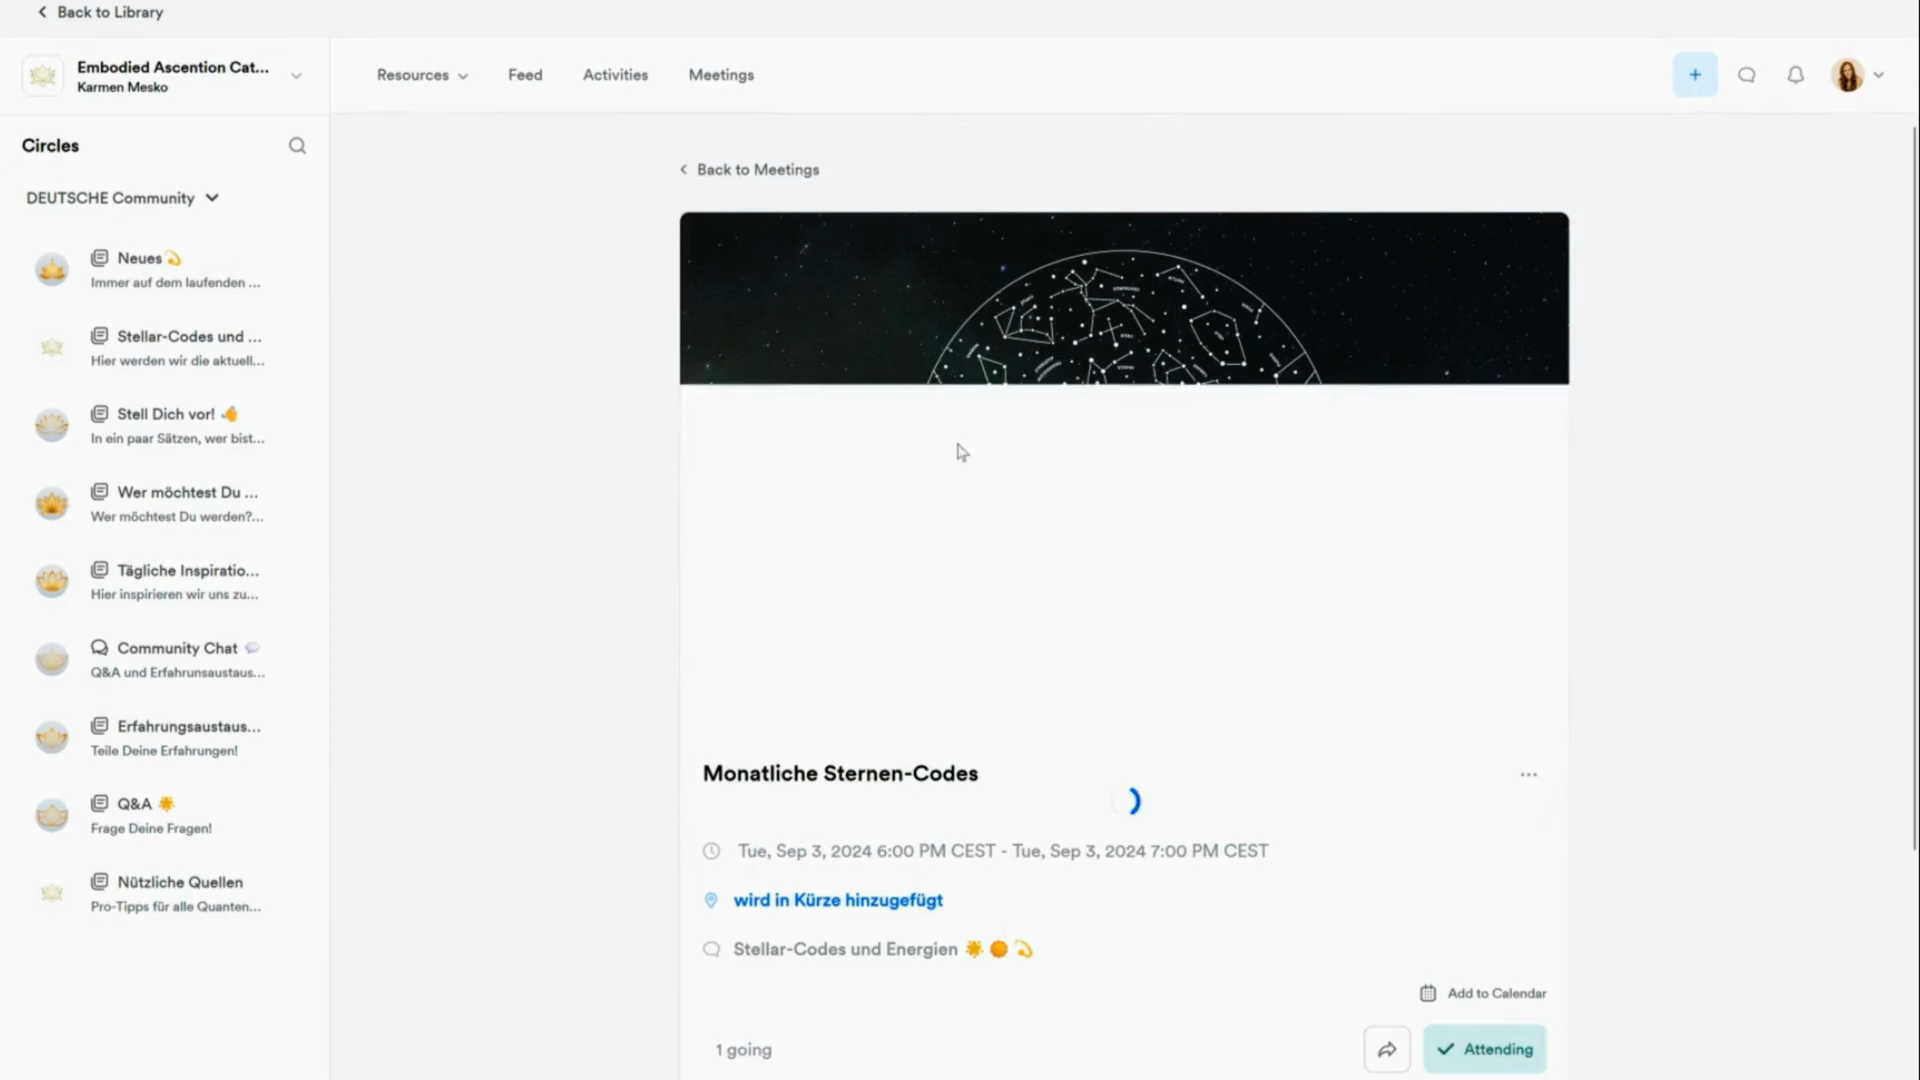 Back to Library
Embodied Ascention Cat...
Karmen Mesko
Resources
Feed
Activities
Meetings
Circles
DEUTSCHE Community
Neues
Immer auf dem laufenden ...
Stellar-Codes und ...
Hier werden wir die aktuell...
Stell Dich vor!
In ein paar Sätzen, wer bist...
Wer möchtest Du ...
Wer möchtest Du werden?...
Tägliche Inspiratio...
Hier inspirieren wir uns zu...
Community Chat
Q&A und Erfahrunsaustaus...
Erfahrungsaustaus...
Teile Deine Erfahrungen!
Q&A
Frage Deine Fragen!
Nützliche Quellen
Pro-Tipps für alle Quanten...
Back to Meetings
Monatliche Sternen-Codes
Tue, Sep 3, 2024 6:00 PM CEST - Tue, Sep 3, 2024 7:00 PM CEST
wird in Kürze hinzugefügt
Stellar-Codes und Energien
Add to Calendar
1 going
Attending